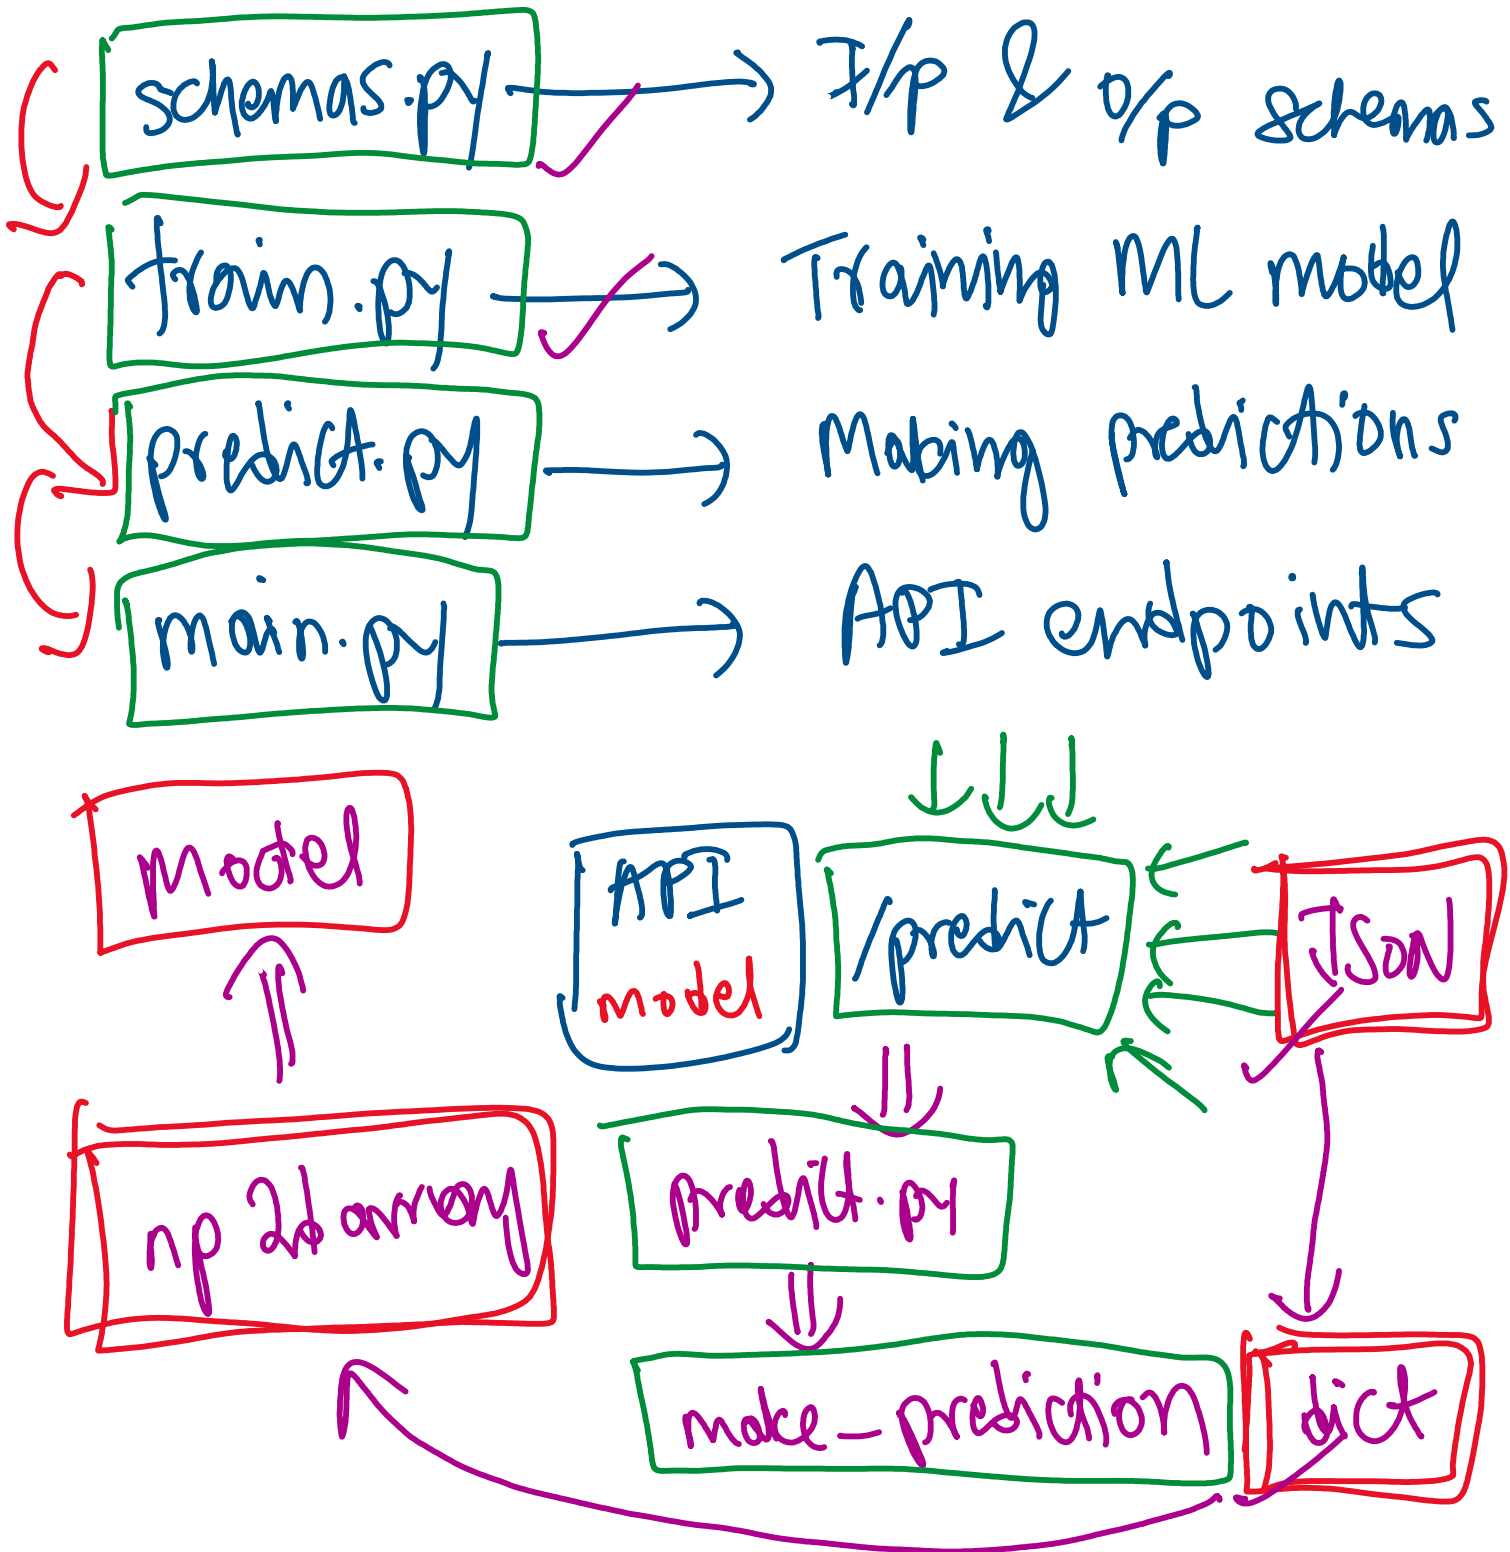 schemas.py → I/p & O/p schemas
train.py → Training ML model
predict.py → Making predictions
main.py → API endpoints
Model
API
model
/predict
JSON
np 2d array
predict.py
make_prediction
dict